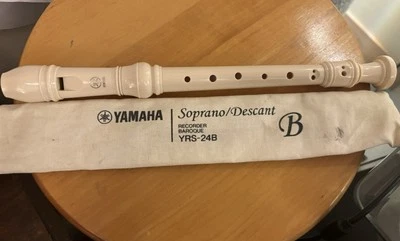 YAMAHA
Soprano/Descant
RECORDER
BAROQUE
YRS-24B
B